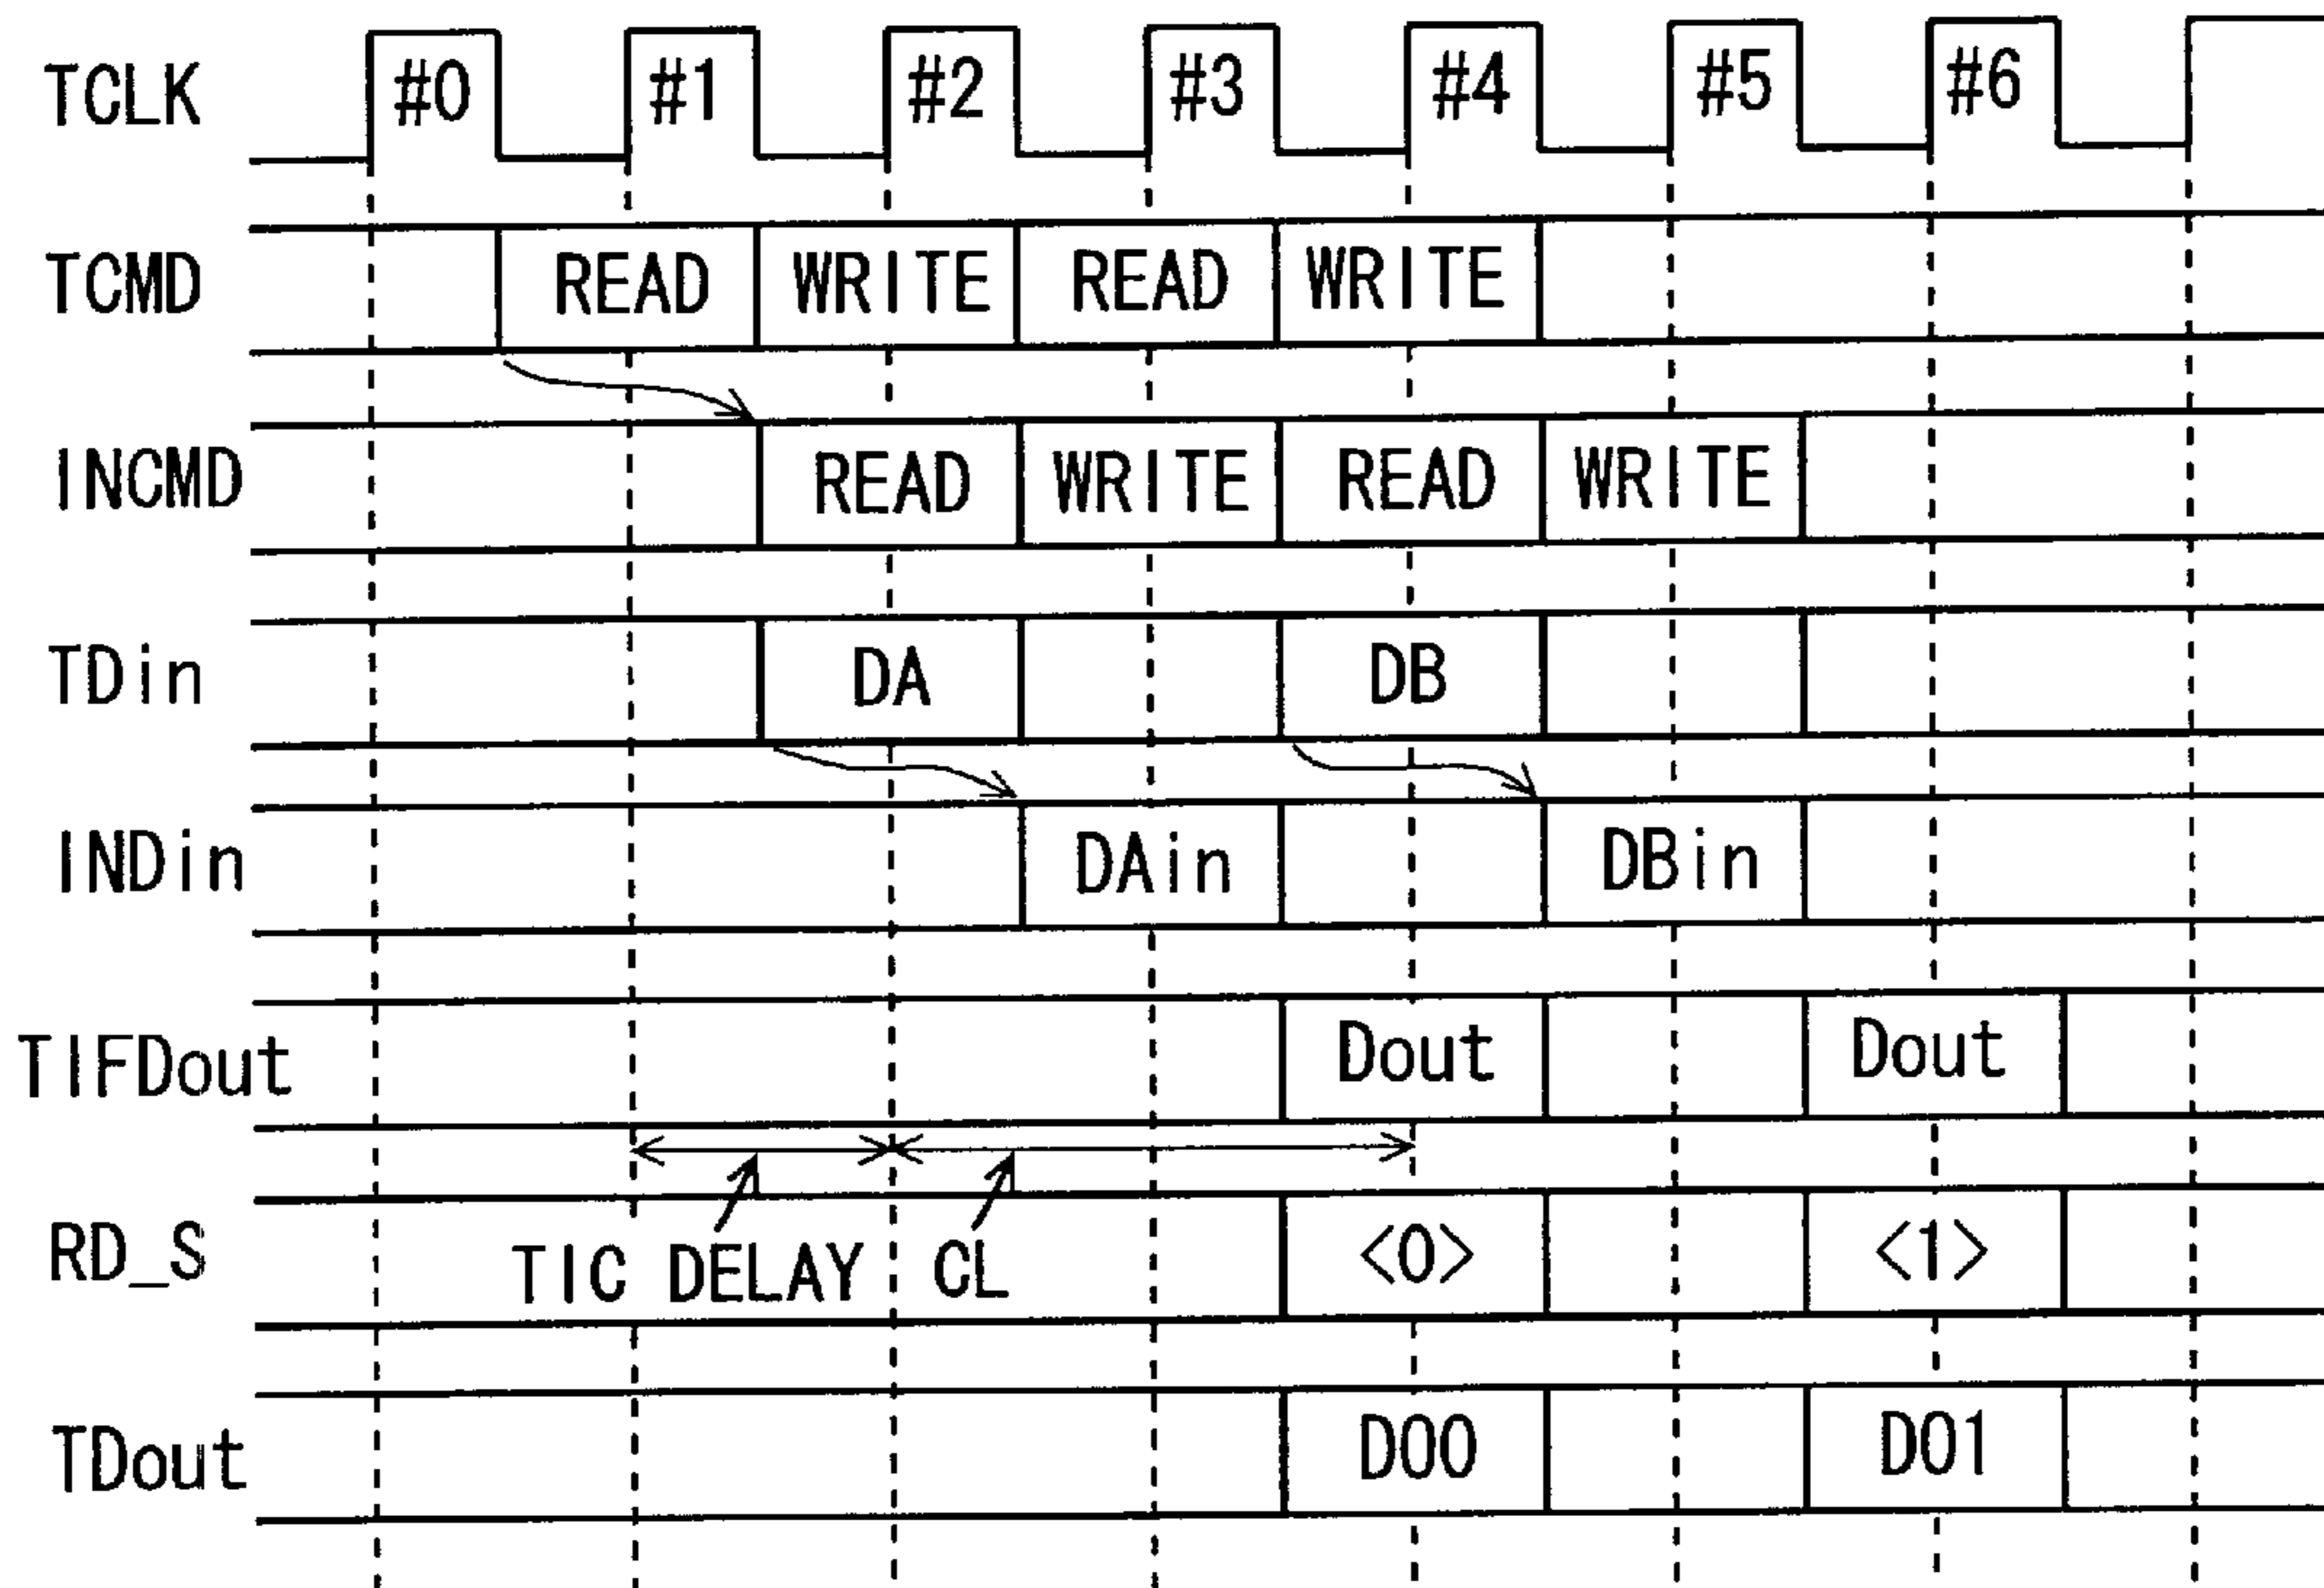 TCLK #0 #1 #2 #3 #4 #5 #6
TCMD READ WRITE READ WRITE
INCMD READ WRITE READ WRITE
TDin DA DB
INDin DAin DBin
TIFDout Dout Dout
RD_S TIC DELAY CL <0> <1>
TDout D00 D01